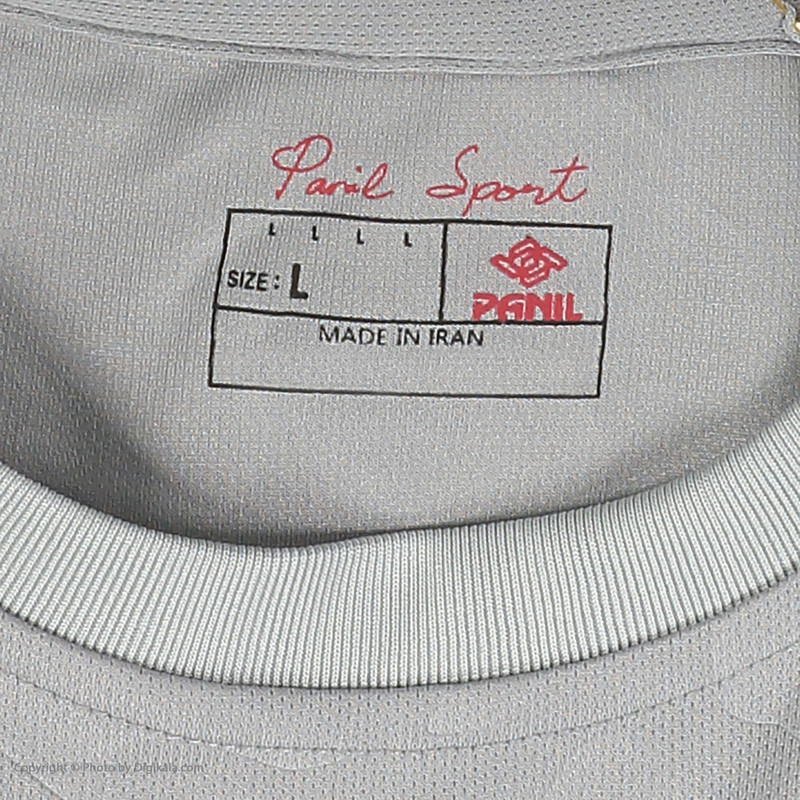 Panil Sport
L L L L
SIZE: L
PANIL
MADE IN IRAN
Copyright © Photo by Digikala.com